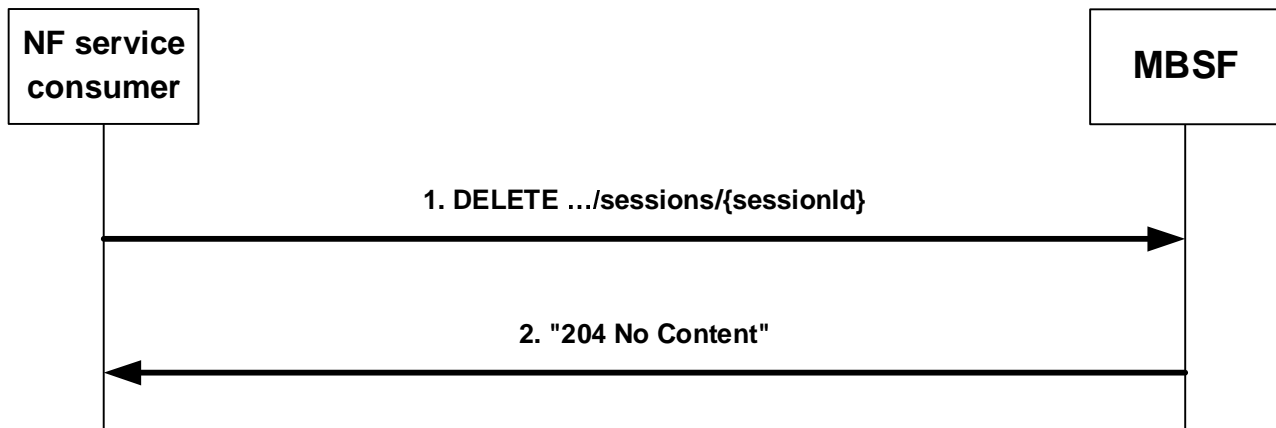 NF service
consumer
MBSF
1. DELETE …/sessions/{sessionId}
2. "204 No Content"